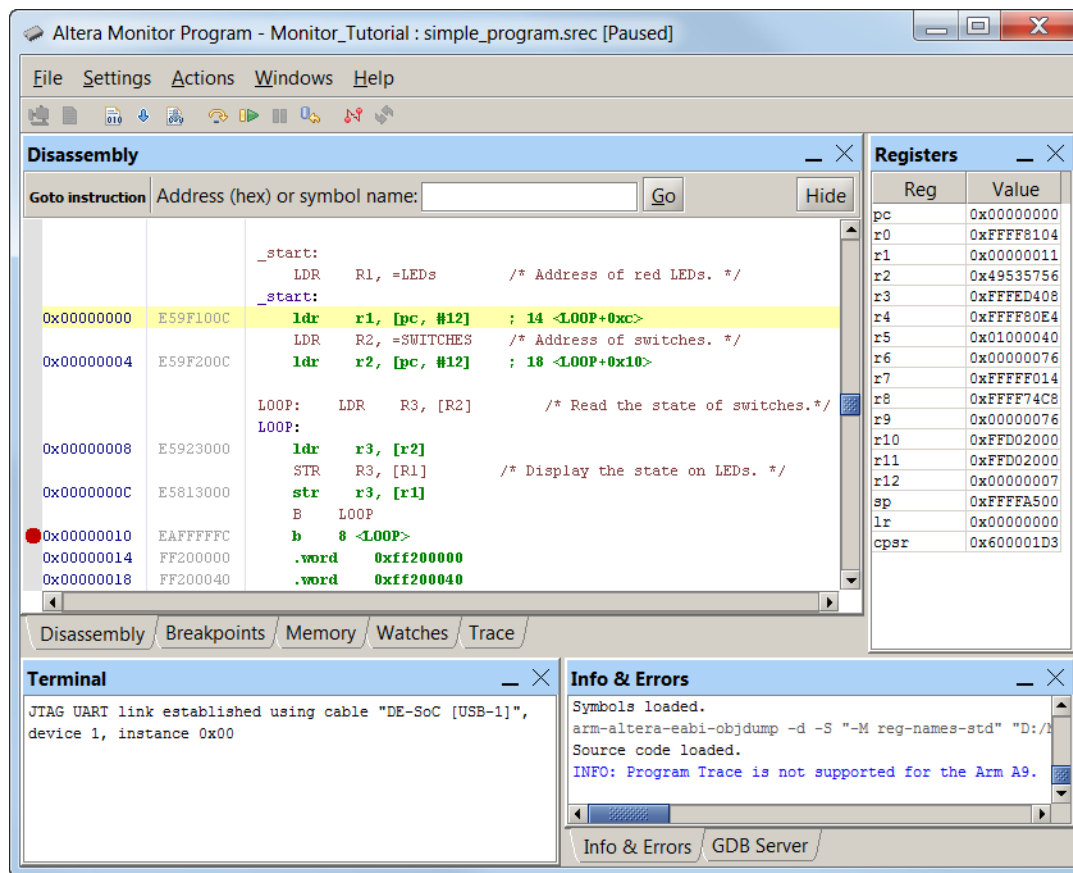 Altera Monitor Program - Monitor_Tutorial : simple_program.srec [Paused]
File Settings Actions Windows Help
Disassembly
Goto instruction Address (hex) or symbol name: Go Hide
_start:
LDR R1, =LEDs /* Address of red LEDs. */
_start:
0x00000000 E59F100C ldr r1, [pc, #12] ; 14 <LOOP+0xc>
LDR R2, =SWITCHES /* Address of switches. */
0x00000004 E59F200C ldr r2, [pc, #12] ; 18 <LOOP+0x10>
LOOP: LDR R3, [R2] /* Read the state of switches.*/
LOOP:
0x00000008 E5923000 ldr r3, [r2]
STR R3, [R1] /* Display the state on LEDs. */
0x0000000C E5813000 str r3, [r1]
B LOOP
0x00000010 EAFFFFFC b 8 <LOOP>
0x00000014 FF200000 .word 0xff200000
0x00000018 FF200040 .word 0xff200040
Disassembly Breakpoints Memory Watches Trace
Registers
Reg Value
pc 0x00000000
r0 0xFFFF8104
r1 0x00000011
r2 0x49535756
r3 0xFFFED408
r4 0xFFFF80E4
r5 0x01000040
r6 0x00000076
r7 0xFFFFF014
r8 0xFFFF74C8
r9 0x00000076
r10 0xFFD02000
r11 0xFFD02000
r12 0x00000007
sp 0xFFFFA500
lr 0x00000000
cpsr 0x600001D3
Terminal
JTAG UART link established using cable "DE-SoC [USB-1]",
device 1, instance 0x00
Info & Errors
Symbols loaded.
arm-altera-eabi-objdump -d -S "-M reg-names-std" "D:/
Source code loaded.
INFO: Program Trace is not supported for the Arm A9.
Info & Errors GDB Server